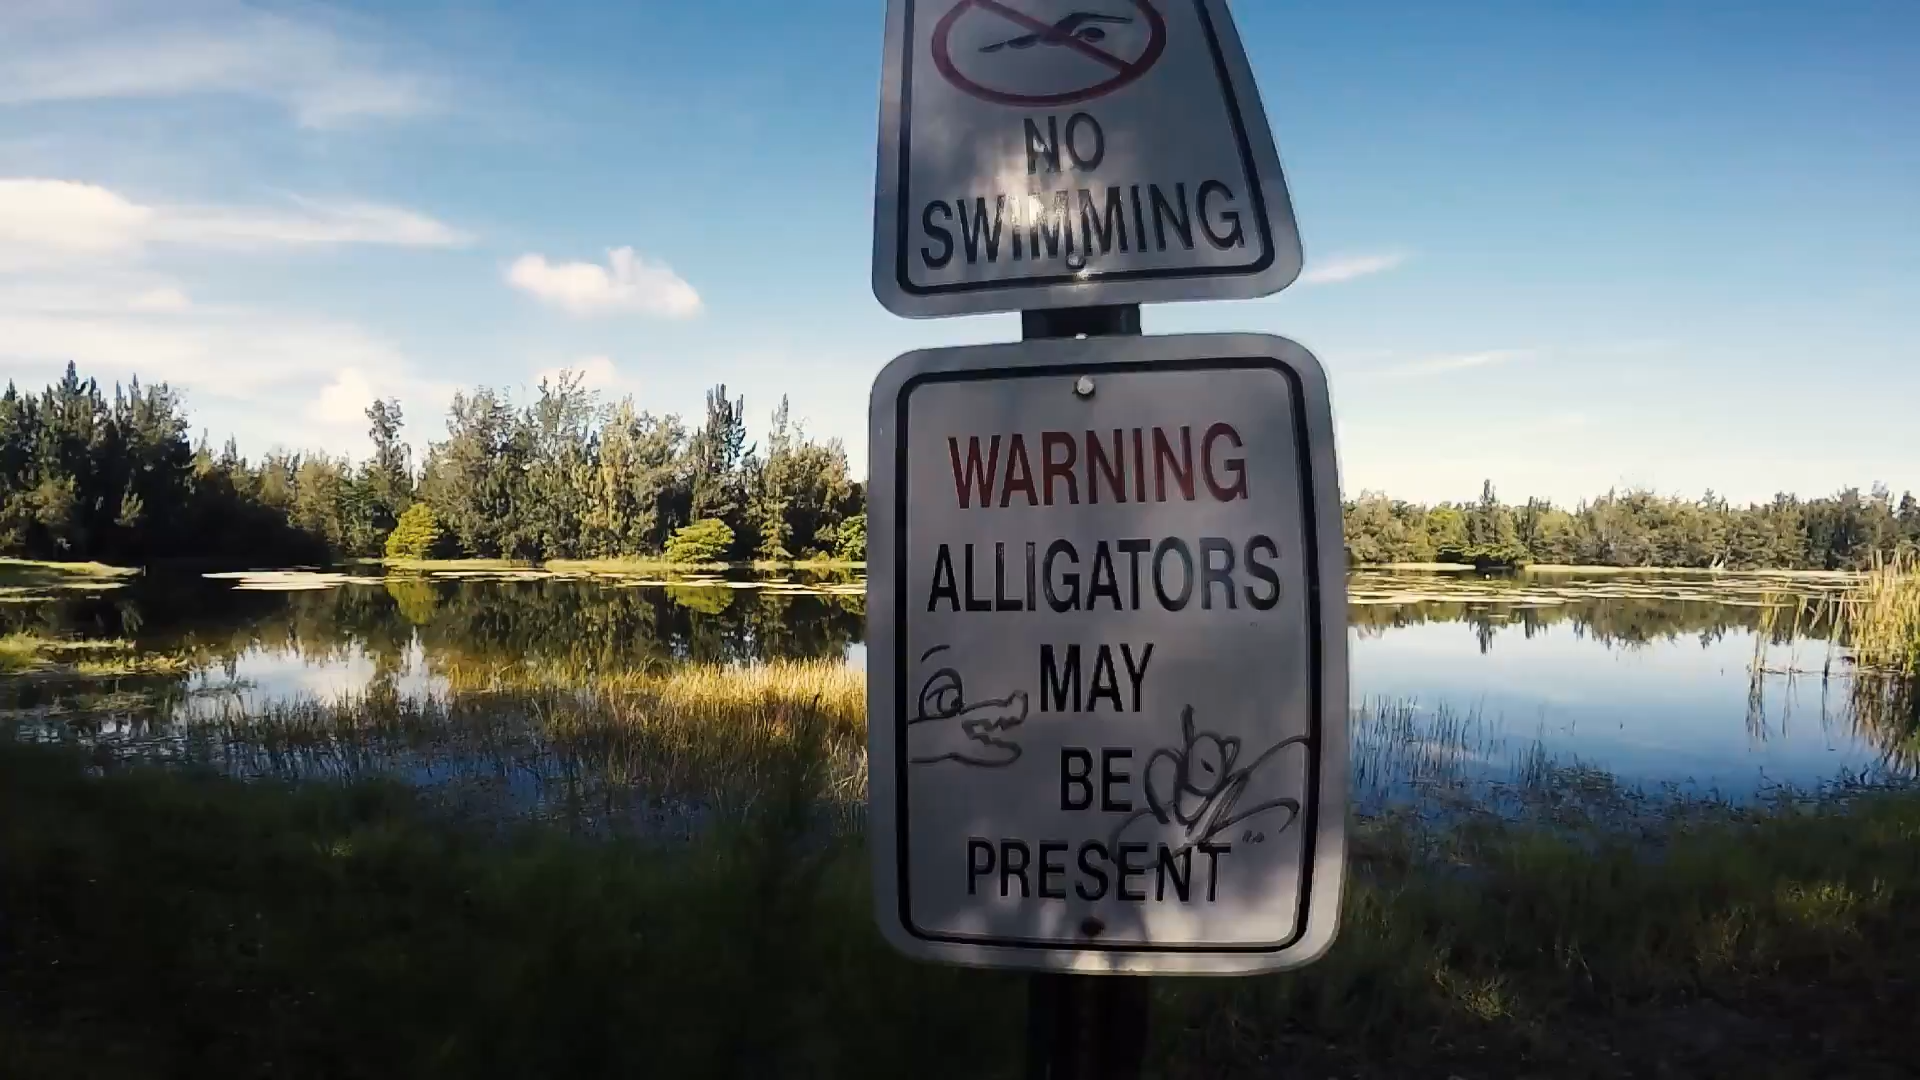 NO
SWIMMING
WARNING
ALLIGATORS
MAY
BE
PRESENT